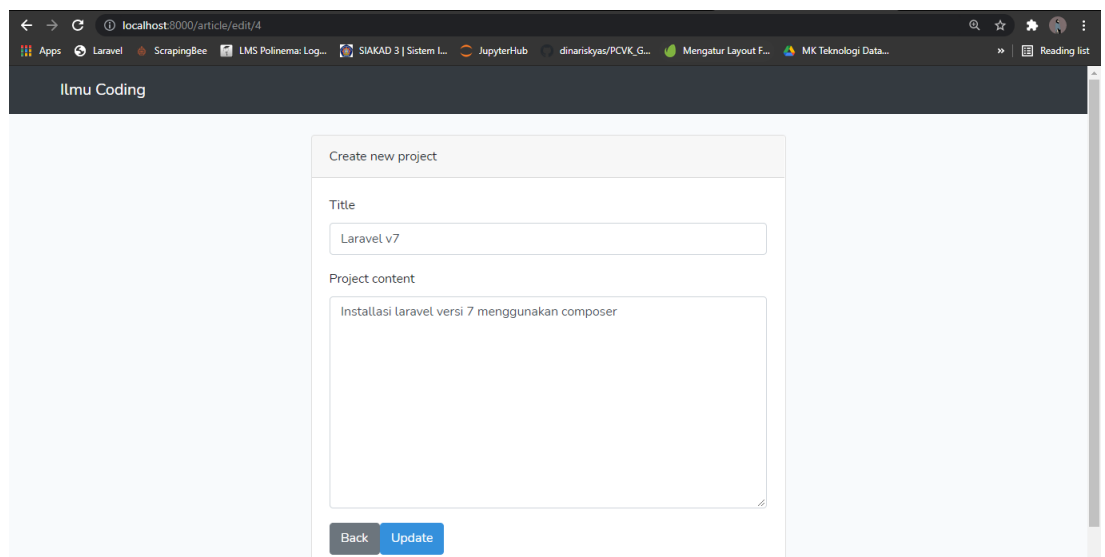 localhost:8000/article/edit/4
Apps Laravel ScrapingBee LMS Polinema: Log... SIAKAD 3 | Sistem I... JupyterHub dinariskyas/PCVK_G... Mengatur Layout F... MK Teknologi Data... » Reading list
Ilmu Coding
Create new project
Title
Laravel v7
Project content
Installasi laravel versi 7 menggunakan composer
Back Update